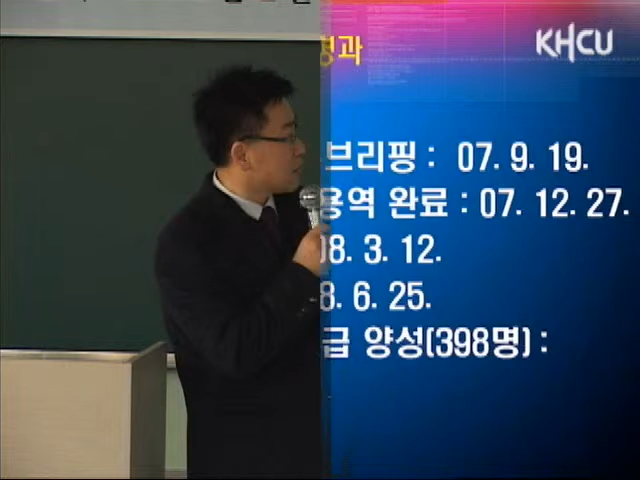 KHCU
경과
브리핑 : 07. 9. 19.
용역 완료 : 07. 12. 27.
08. 3. 12.
8. 6. 25.
급 양성(398명) :